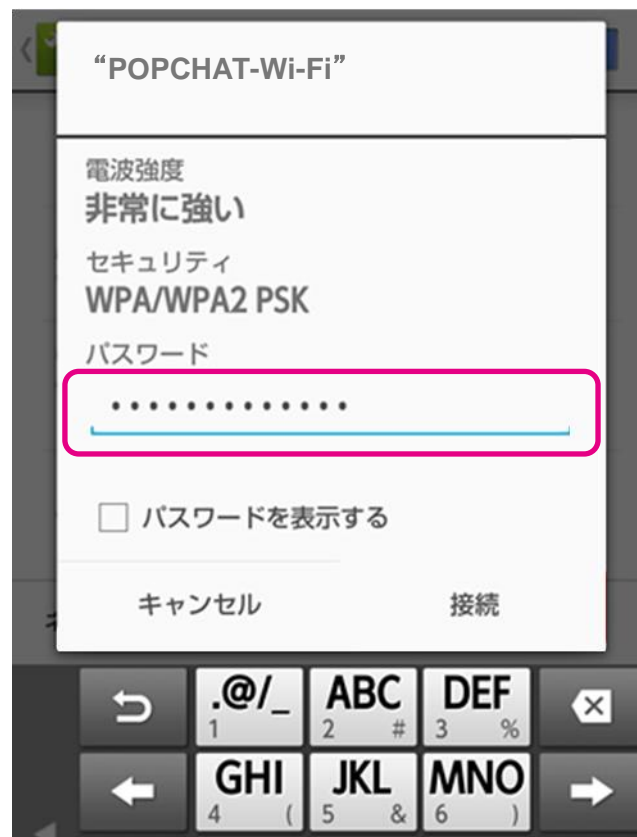 “POPCHAT-Wi-Fi”
電波強度
非常に強い
セキュリティ
WPA/WPA2 PSK
パスワード
•••••••••••••
パスワードを表示する
キャンセル 接続
.@/_ ABC DEF
1 2 # 3 %
GHI JKL MNO
4 ( 5 & 6 )